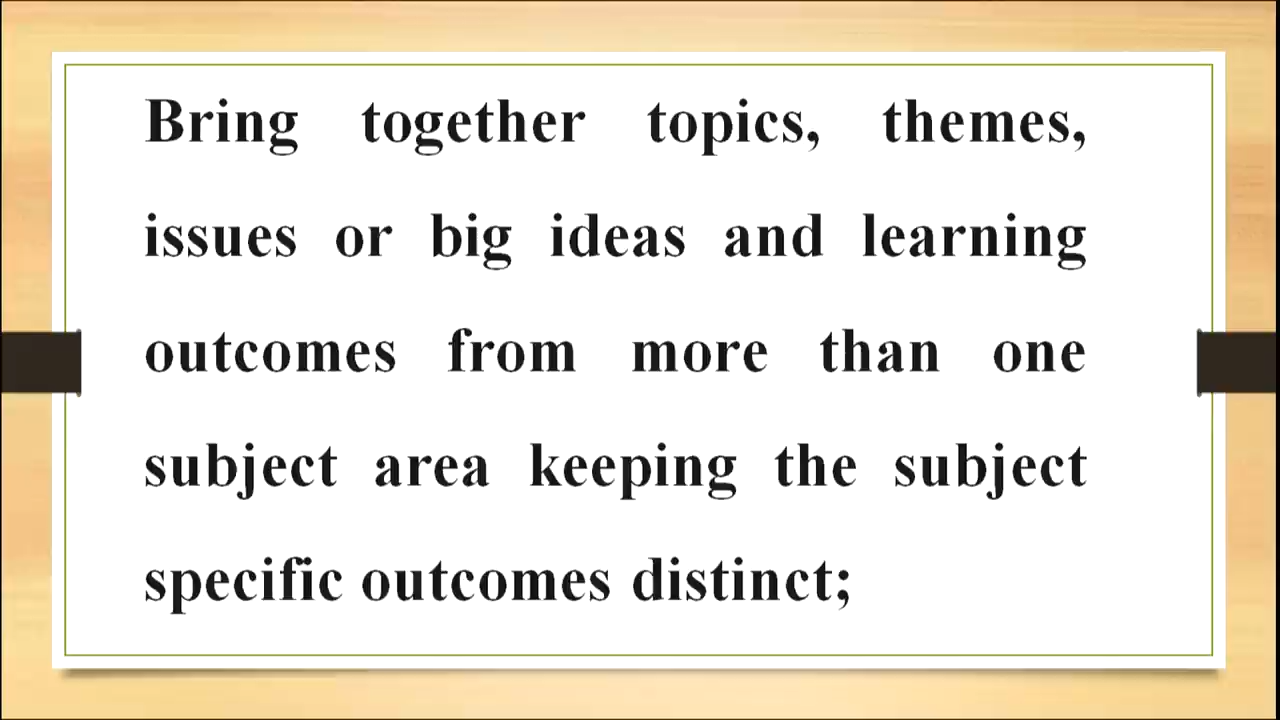 Bring together topics, themes,
issues or big ideas and learning
outcomes from more than one
subject area keeping the subject
specific outcomes distinct;